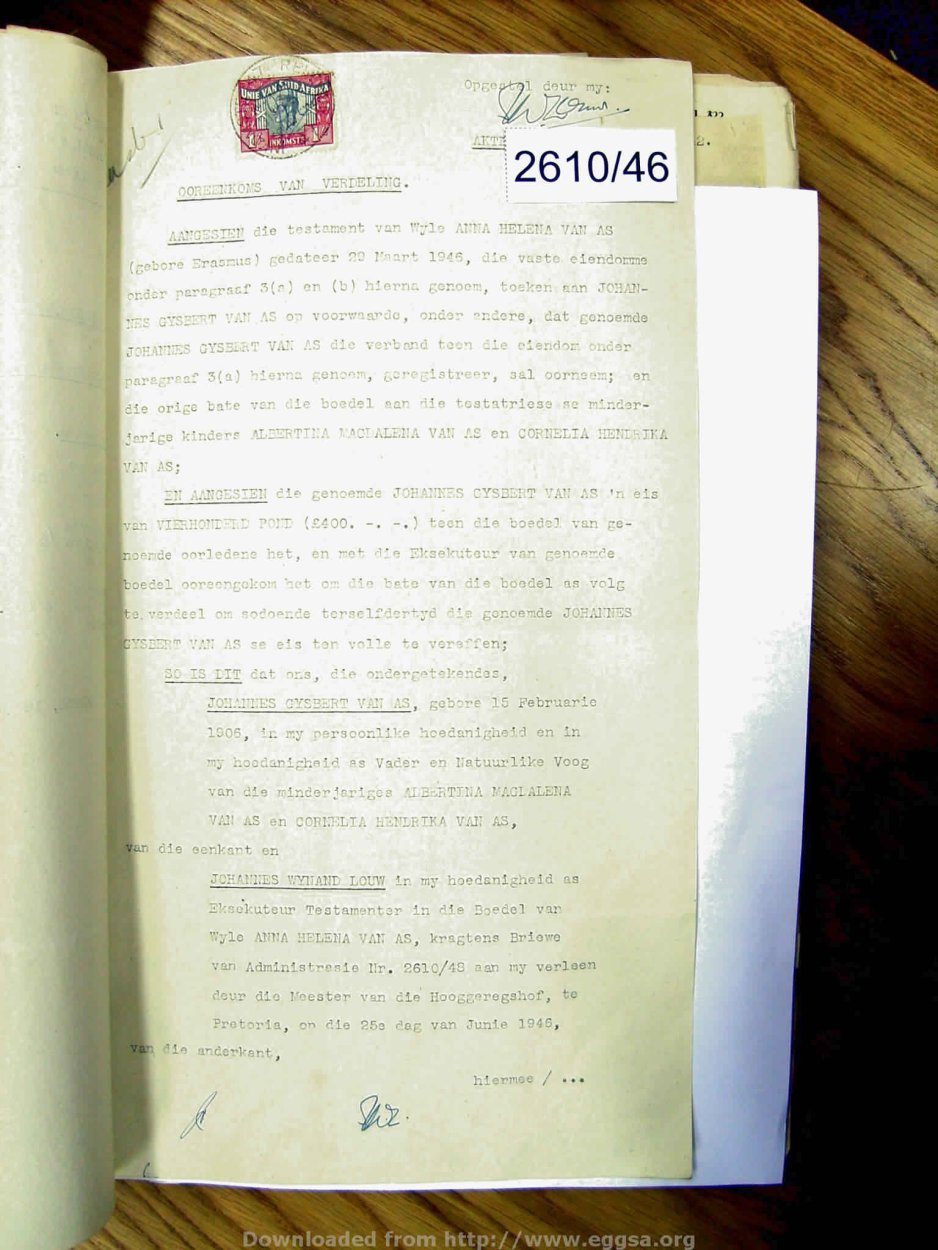 UNIE VAN SUID AFRIKA
INKOMSTE
Opgestel deur my:
AKTE
2.
2610/46
OOREENKOMS VAN VERDELING.
AANGESIEN die testament van Wyle ANNA HELENA VAN AS
(gebore Erasmus) gedateer 29 Maart 1946, die vaste eiendomme
onder paragraaf 3(a) en (b) hierna genoem, toeken aan JOHAN-
NES GYSBERT VAN AS op voorwaarde, onder andere, dat genoemde
JOHANNES GYSBERT VAN AS die verband teen die eiendom onder
paragraaf 3(a) hierna genoem, geregistreer, sal oorneem; en
die orige bate van die boedel aan die testatriese se minder-
jarige kinders ALBERTINA MAGDALENA VAN AS en CORNELIA HENDRIKA
VAN AS;
EN AANGESIEN die genoemde JOHANNES GYSBERT VAN AS 'n eis
van VIERHONDERD POND (£400. -. -.) teen die boedel van ge-
noemde oorledene het, en met die Eksekuteur van genoemde
boedel ooreengekom het om die bate van die boedel as volg
te verdeel om sodoende terselfdertyd die genoemde JOHANNES
GYSBERT VAN AS se eis ten volle te vereffen;
SO IS DIT dat ons, die ondergetekendes,
JOHANNES GYSBERT VAN AS, gebore 15 Februarie
1906, in my persoonlike hoedanigheid en in
my hoedanigheid as Vader en Natuurlike Voog
van die minderjariges ALBERTINA MAGDALENA
VAN AS en CORNELIA HENDRIKA VAN AS,
van die eenkant en
JOHANNES WYNAND LOUW in my hoedanigheid as
Eksekuteur Testamenter in die Boedel van
Wyle ANNA HELENA VAN AS, kragtens Briewe
van Administrasie Nr. 2610/46 aan my verleen
deur die Meester van die Hooggeregshof, te
Pretoria, op die 25e dag van Junie 1946,
van die anderkant,
hiermee / ...
Downloaded from http://www.eggsa.org